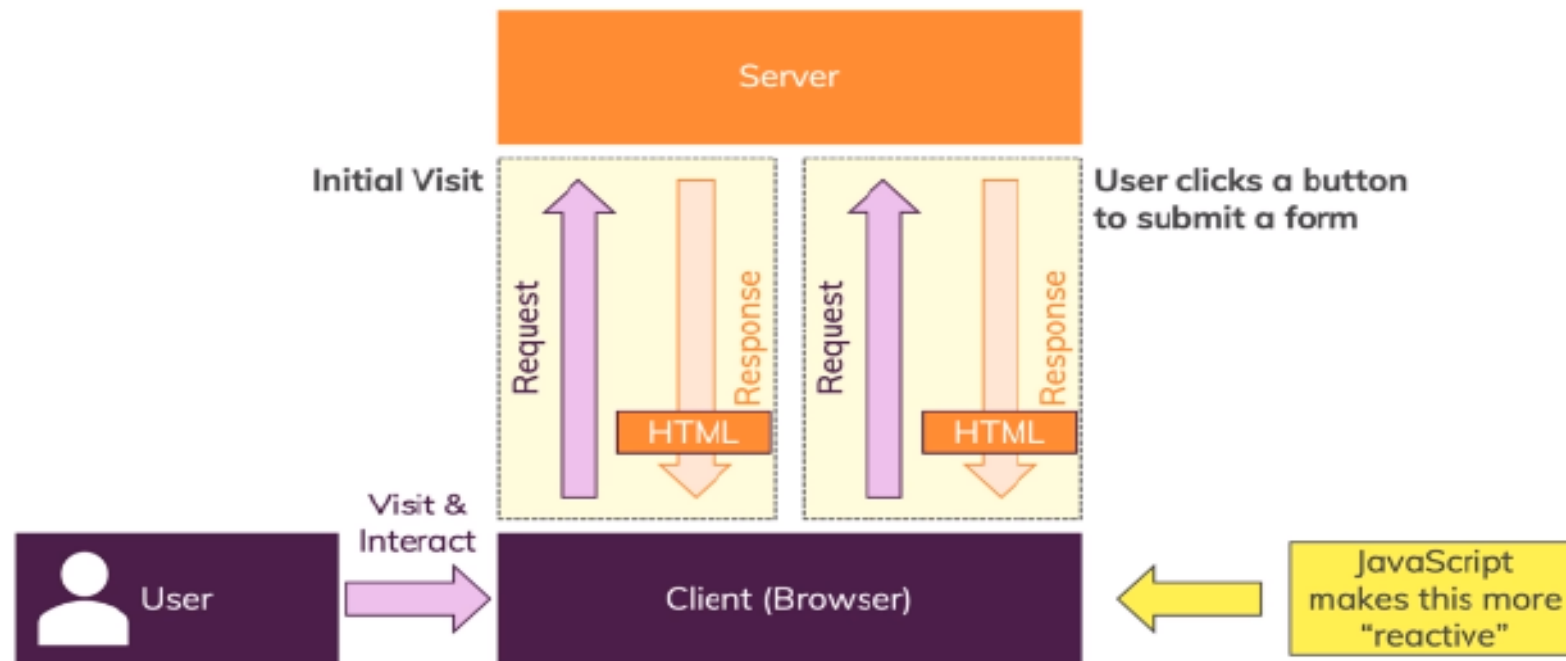 Server
Initial Visit
User clicks a button
to submit a form
Request
Response
HTML
Request
Response
HTML
Visit &
Interact
User
Client (Browser)
JavaScript
makes this more
“reactive”